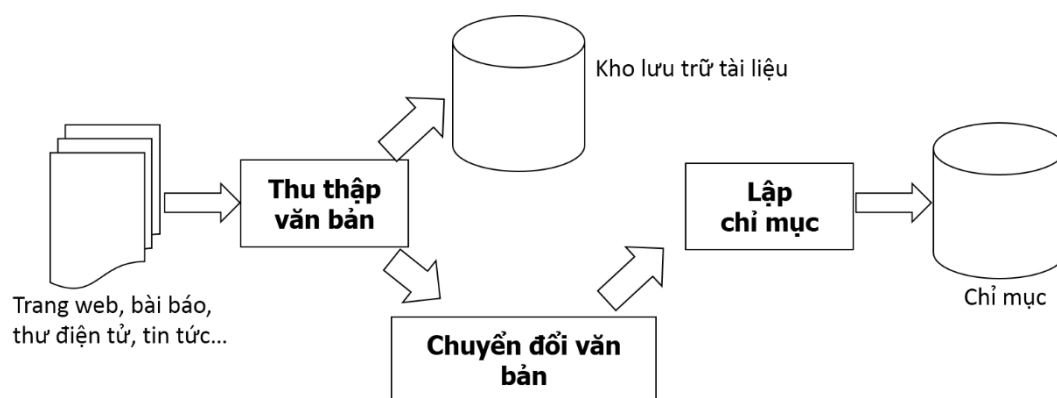 Kho lưu trữ tài liệu
Thu thập
văn bản
Lập
chỉ mục
Trang web, bài báo,
thư điện tử, tin tức...
Chỉ mục
Chuyển đổi văn
bản